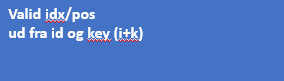 Valid idx/pos
ud fra id og key (i+k)